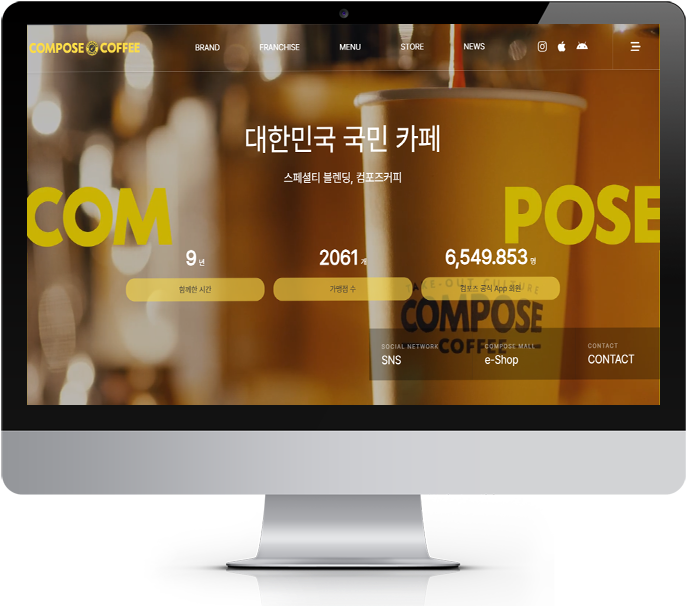 COMPOSE COFFEE
BRAND
FRANCHISE
MENU
STORE
NEWS
대한민국 국민 카페
스페셜티 블렌딩, 컴포즈커피
COM
POSE
9 년
2061 개
6,549.853 명
함께한 시간
가맹점 수
컴포즈 공식 App 회원
TAKE-OUT CULTURE
COMPOSE
COFFEE
SOCIAL NETWORK
COMPOSE MALL
CONTACT
SNS
e-Shop
CONTACT